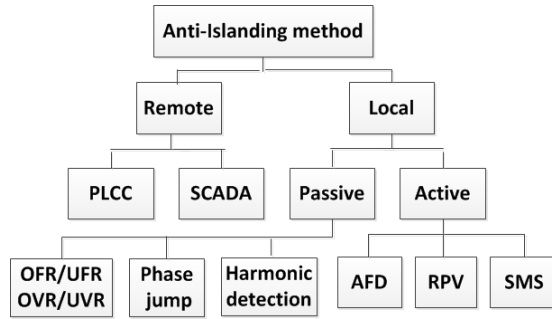 Anti-Islanding method
Remote
Local
PLCC
SCADA
Passive
Active
OFR/UFR
OVR/UVR
Phase
jump
Harmonic
detection
AFD
RPV
SMS